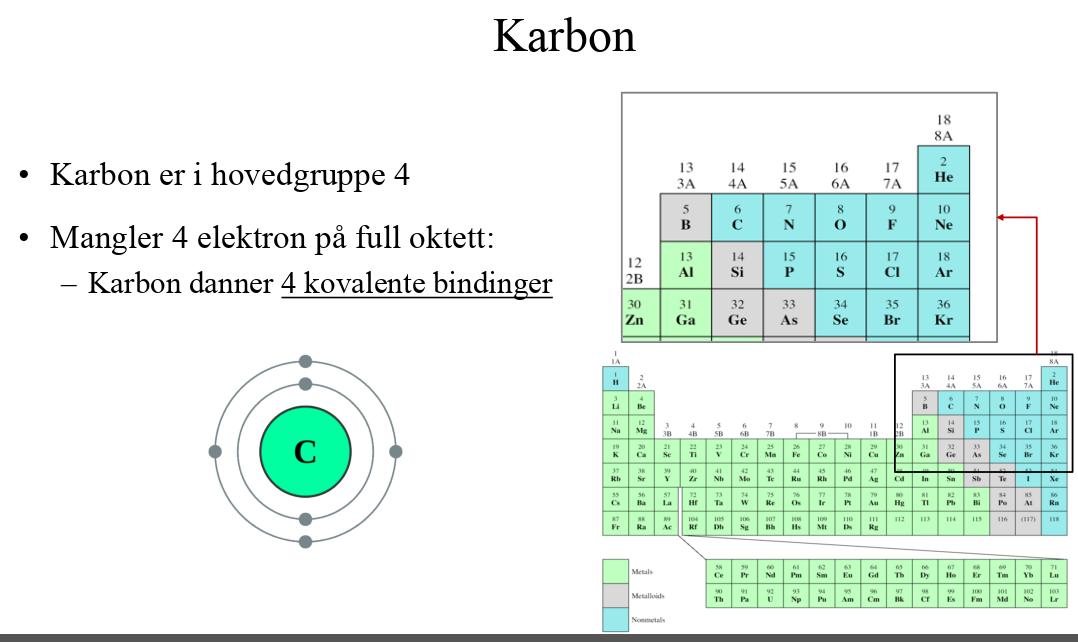 Karbon
• Karbon er i hovedgruppe 4
• Mangler 4 elektron på full oktett:
– Karbon danner 4 kovalente bindinger
C
18
8A
13 14 15 16 17
3A 4A 5A 6A 7A
2
He
5 6 7 8 9 10
B C N O F Ne
12
2B
13 14 15 16 17 18
Al Si P S Cl Ar
30 31 32 33 34 35 36
Zn Ga Ge As Se Br Kr
1 18
1A 8A
1 2
H He
2 13 14 15 16 17
2A 3A 4A 5A 6A 7A
3 4 5 6 7 8 9 10
Li Be B C N O F Ne
11 12 13 14 15 16 17 18
Na Mg Al Si P S Cl Ar
3 4 5 6 7 8 9 10 11 12
3B 4B 5B 6B 7B 8B 1B 2B
19 20 21 22 23 24 25 26 27 28 29 30 31 32 33 34 35 36
K Ca Sc Ti V Cr Mn Fe Co Ni Cu Zn Ga Ge As Se Br Kr
37 38 39 40 41 42 43 44 45 46 47 48 49 50 51 52 53 54
Rb Sr Y Zr Nb Mo Tc Ru Rh Pd Ag Cd In Sn Sb Te I Xe
55 56 57 72 73 74 75 76 77 78 79 80 81 82 83 84 85 86
Cs Ba La Hf Ta W Re Os Ir Pt Au Hg Tl Pb Bi Po At Rn
87 88 89 104 105 106 107 108 109 110 111 112 113 114 115 116 (117) 118
Fr Ra Ac Rf Db Sg Bh Hs Mt Ds Rg
58 59 60 61 62 63 64 65 66 67 68 69 70 71
Ce Pr Nd Pm Sm Eu Gd Tb Dy Ho Er Tm Yb Lu
90 91 92 93 94 95 96 97 98 99 100 101 102 103
Th Pa U Np Pu Am Cm Bk Cf Es Fm Md No Lr
Metals
Metalloids
Nonmetals